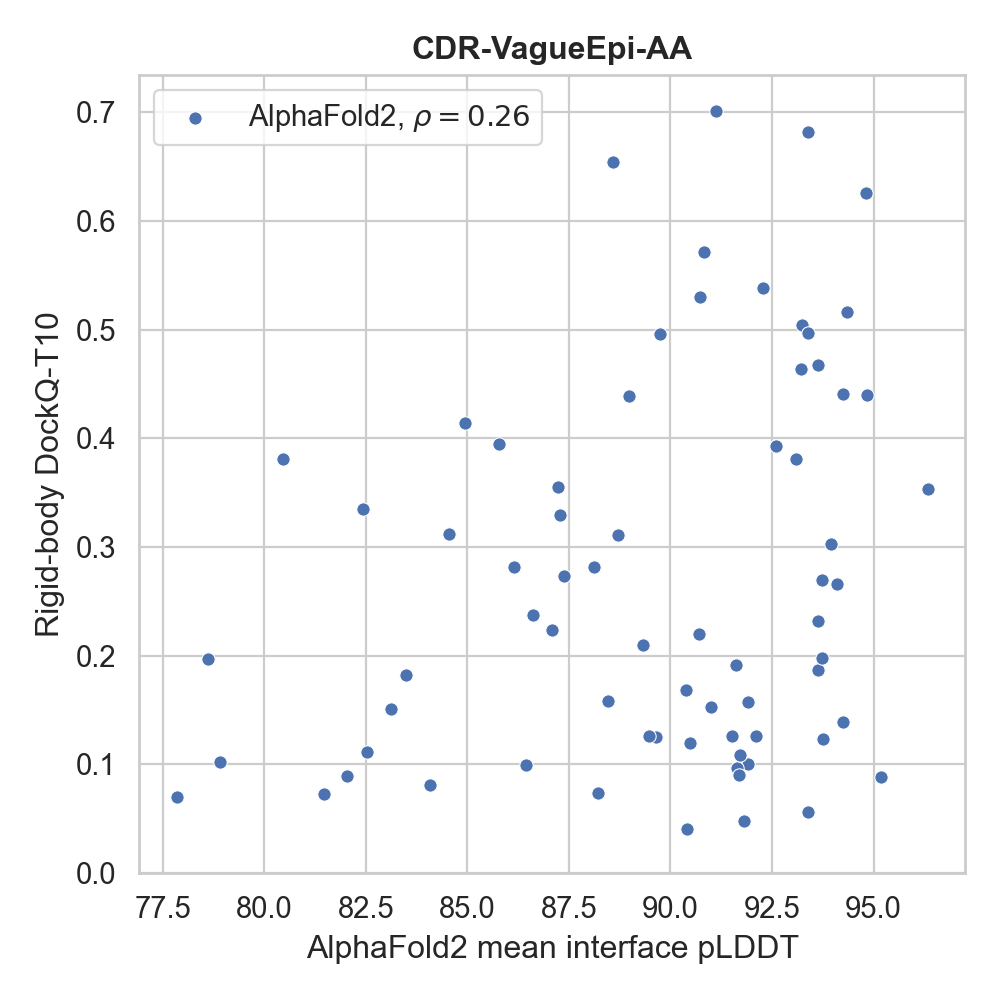 CDR-VagueEpi-AA
AlphaFold2, ρ = 0.26
Rigid-body DockQ-T10
0.7
0.6
0.5
0.4
0.3
0.2
0.1
0.0
77.5 80.0 82.5 85.0 87.5 90.0 92.5 95.0
AlphaFold2 mean interface pLDDT